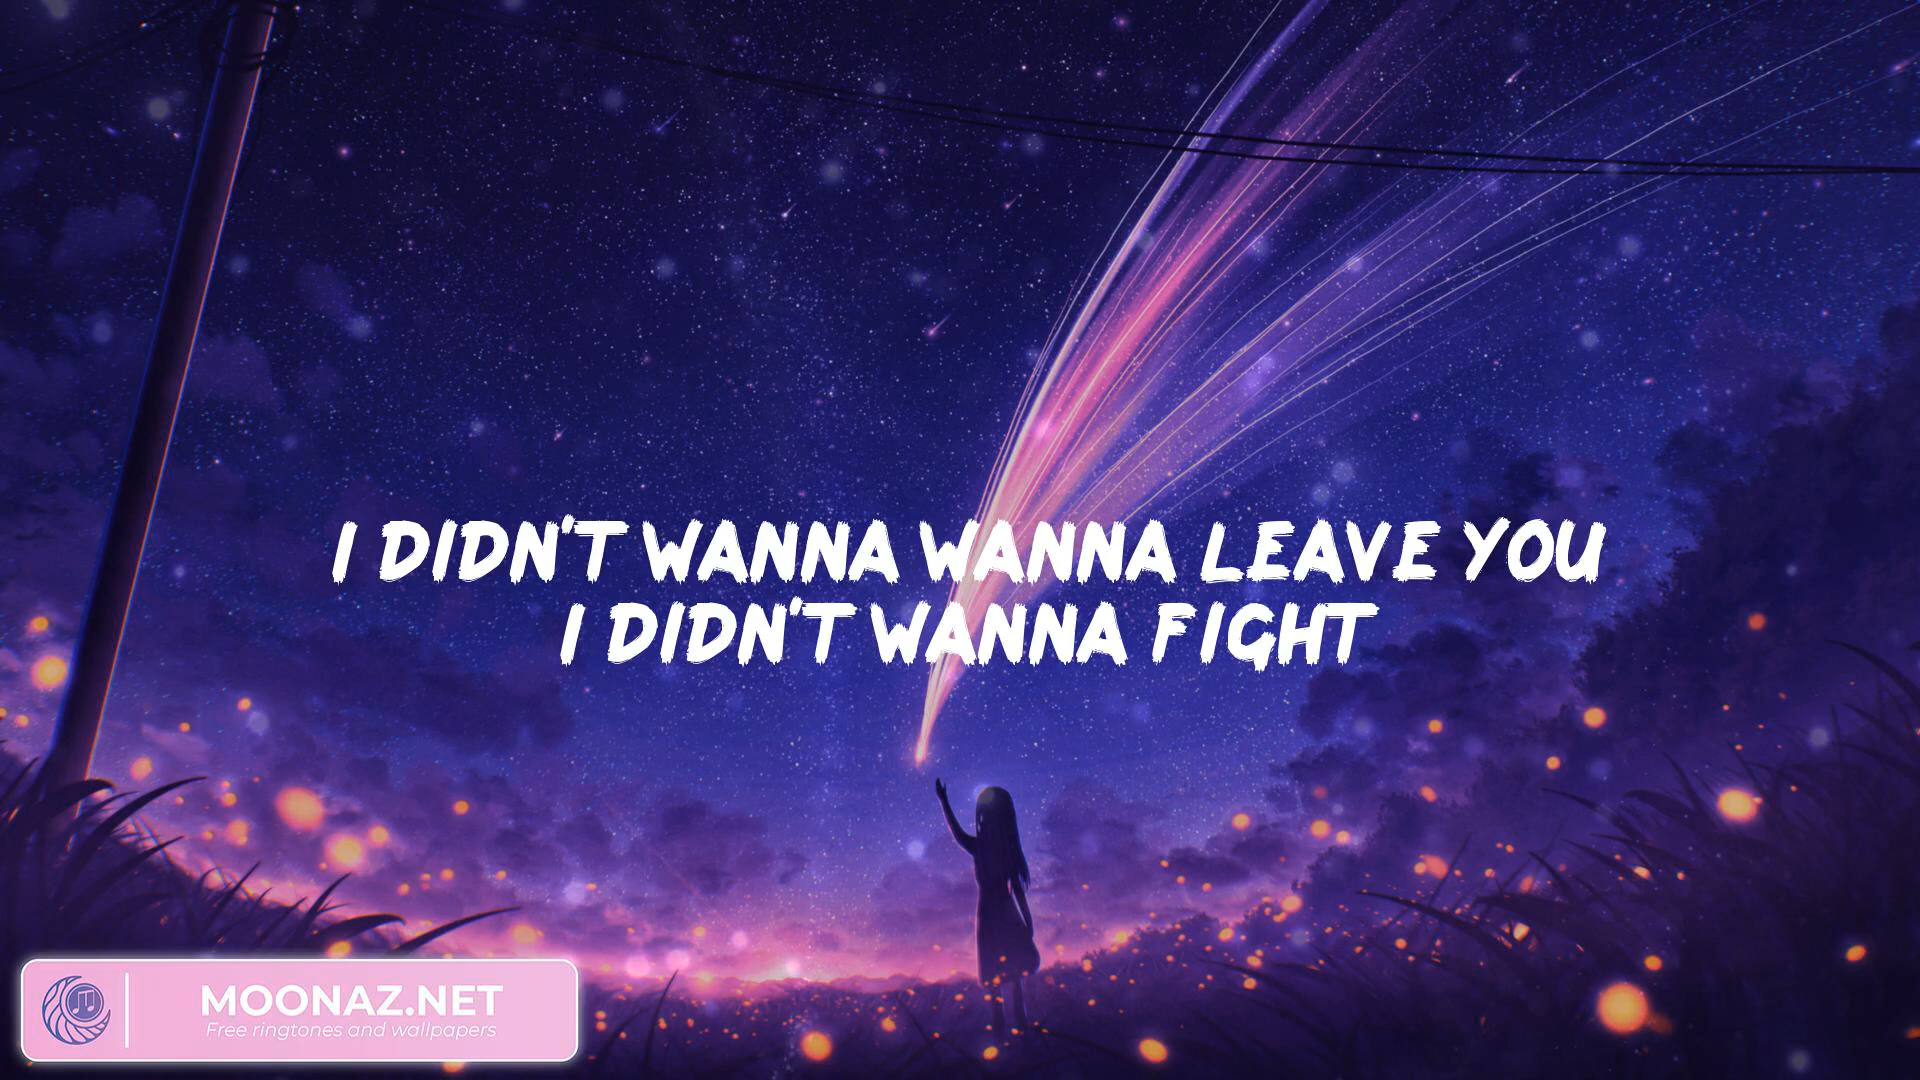 I DIDN'T WANNA WANNA LEAVE YOU
I DIDN'T WANNA FIGHT
MOONAZ.NET
Free ringtones and wallpapers